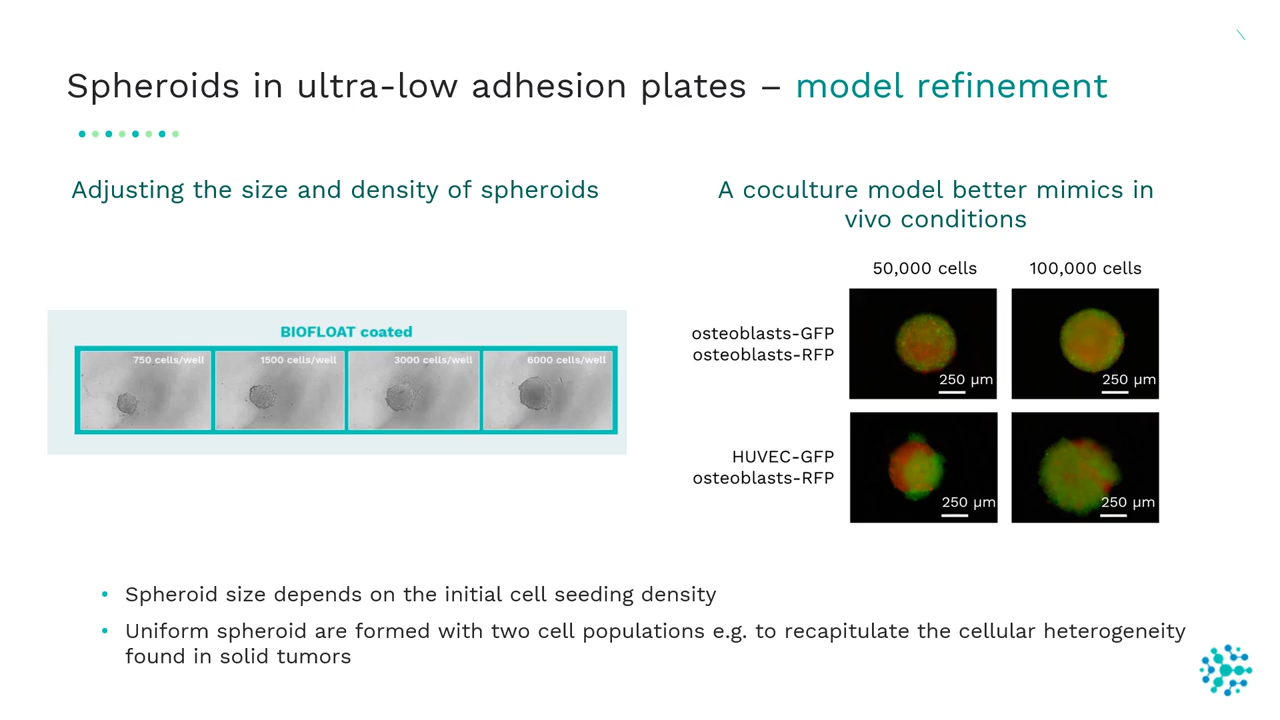 Spheroids in ultra-low adhesion plates – model refinement
Adjusting the size and density of spheroids
BIOFLOAT coated
750 cells/well
1500 cells/well
3000 cells/well
6000 cells/well
A coculture model better mimics in
vivo conditions
50,000 cells
100,000 cells
osteoblasts-GFP
osteoblasts-RFP
250 µm
250 µm
HUVEC-GFP
osteoblasts-RFP
250 µm
250 µm
• Spheroid size depends on the initial cell seeding density
• Uniform spheroid are formed with two cell populations e.g. to recapitulate the cellular heterogeneity
found in solid tumors